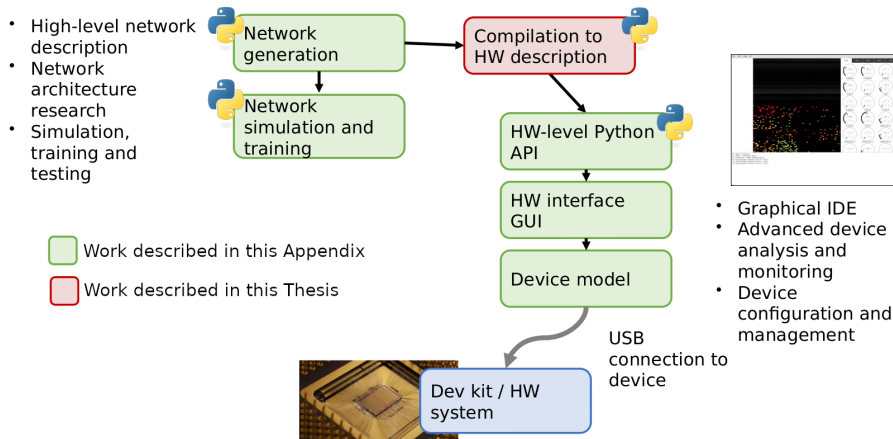 • High-level network
description
• Network
architecture
research
• Simulation,
training and
testing
Network
generation
Compilation to
HW description
Network
simulation and
training
HW-level Python
API
HW interface
GUI
Device model
Work described in this Appendix
Work described in this Thesis
• Graphical IDE
• Advanced device
analysis and
monitoring
• Device
configuration and
management
USB
connection to
device
Dev kit / HW
system